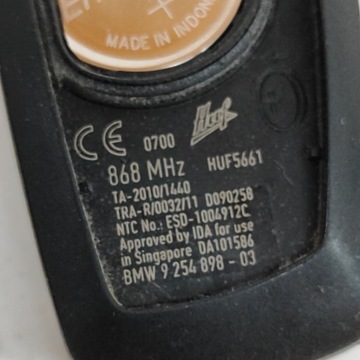 MADE IN INDON
CE 0700 Huf
868 MHz HUF5661
TA-2010/1440
TRA-R/0032/11 D090258
NTC No.: ESD-1004912C
Approved by IDA for use
in Singapore DA101586
BMW 9 254 898 - 03